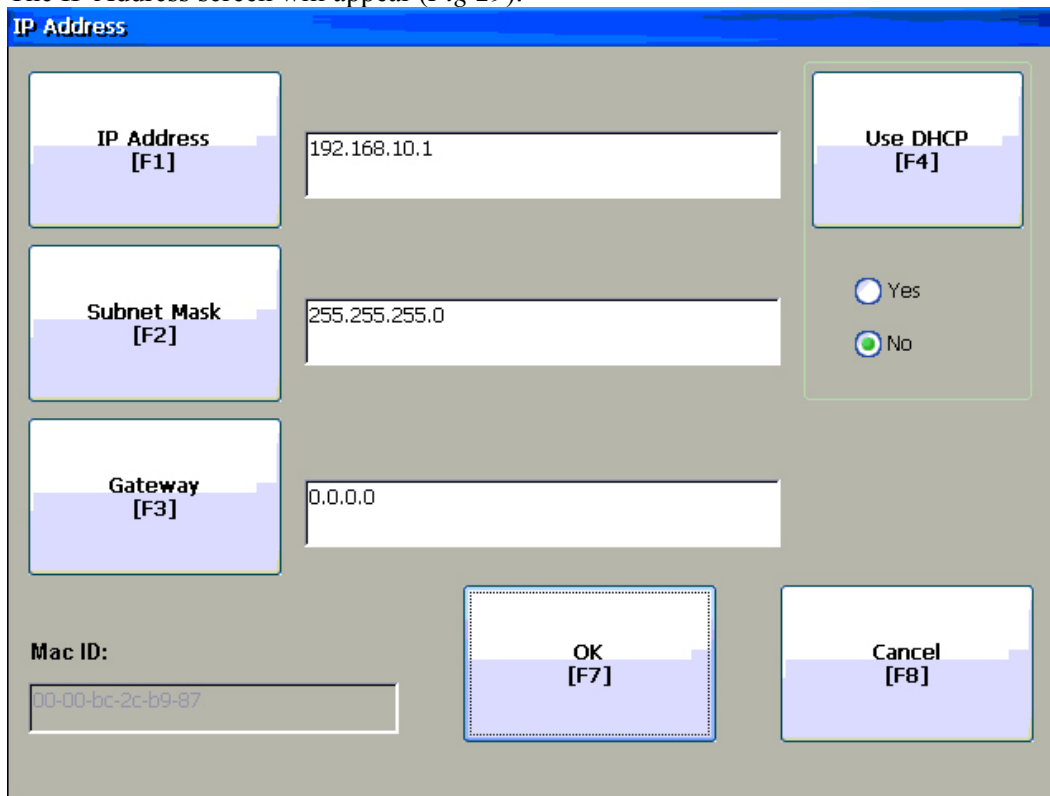 The IP Address screen will appear (Fig 29).
IP Address
IP Address
[F1]
192.168.10.1
Use DHCP
[F4]
Subnet Mask
[F2]
255.255.255.0
Yes
No
Gateway
[F3]
0.0.0.0
Mac ID:
00-00-bc-2c-b9-87
OK
[F7]
Cancel
[F8]